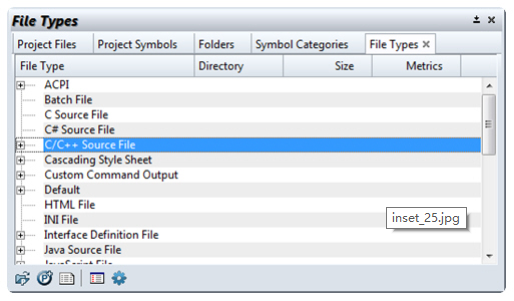 File Types
Project Files Project Symbols Folders Symbol Categories File Types
File Type Directory Size Metrics
ACPI
Batch File
C Source File
C# Source File
C/C++ Source File
Cascading Style Sheet
Custom Command Output
Default
HTML File
INI File
inset_25.jpg
Interface Definition File
Java Source File
JavaScript File